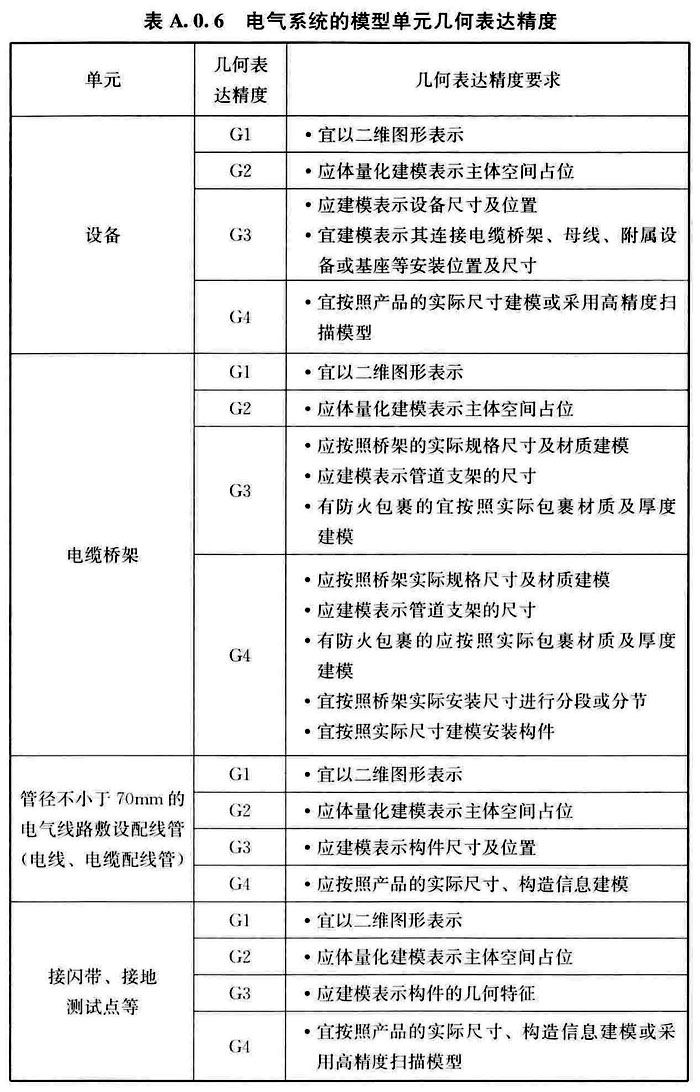 表 A.0.6 电气系统的模型单元几何表达精度
单元
几何表
达精度
几何表达精度要求
设备
G1
·宜以二维图形表示
G2
·应体量化建模表示主体空间占位
G3
·应建模表示设备尺寸及位置
·宜建模表示其连接电缆桥架、母线、附属设
备或基座等安装位置及尺寸
G4
·宜按照产品的实际尺寸建模或采用高精度扫
描模型
电缆桥架
G1
·宜以二维图形表示
G2
·应体量化建模表示主体空间占位
G3
·应按照桥架的实际规格尺寸及材质建模
·应建模表示管道支架的尺寸
·有防火包裹的宜按照实际包裹材质及厚度
建模
G4
·应按照桥架实际规格尺寸及材质建模
·应建模表示管道支架的尺寸
·有防火包裹的应按照实际包裹材质及厚度
建模
·宜按照桥架实际安装尺寸进行分段或分节
·宜按照实际尺寸建模安装构件
管径不小于70mm的
电气线路敷设配线管
(电线、电缆配线管)
G1
·宜以二维图形表示
G2
·应体量化建模表示主体空间占位
G3
·应建模表示构件尺寸及位置
G4
·应按照产品的实际尺寸、构造信息建模
接闪带、接地
测试点等
G1
·宜以二维图形表示
G2
·应体量化建模表示主体空间占位
G3
·应建模表示构件的几何特征
G4
·宜按照产品的实际尺寸、构造信息建模或采
用高精度扫描模型